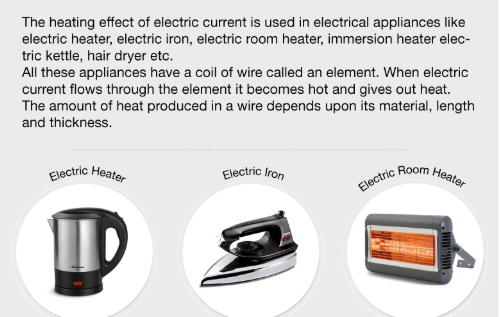 The heating effect of electric current is used in electrical appliances like
electric heater, electric iron, electric room heater, immersion heater elec-
tric kettle, hair dryer etc.
All these appliances have a coil of wire called an element. When electric
current flows through the element it becomes hot and gives out heat.
The amount of heat produced in a wire depends upon its material, length
and thickness.
Electric Heater
Electric Iron
Electric Room Heater